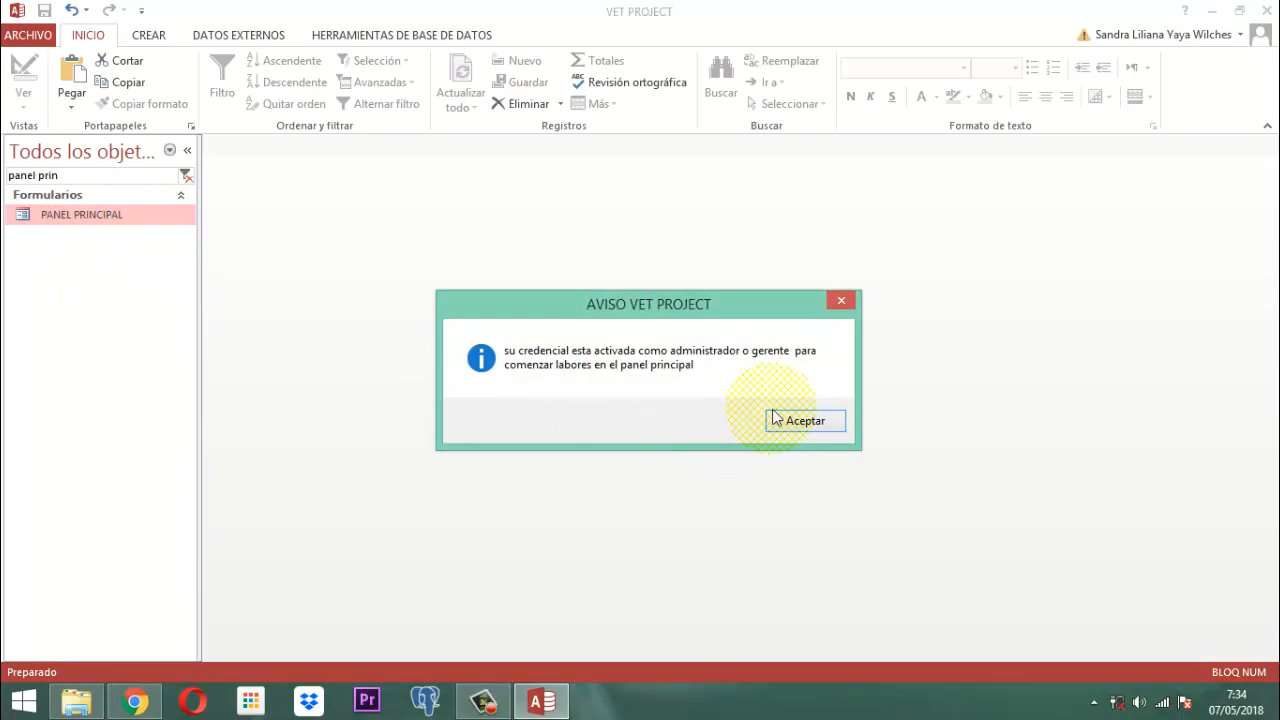 VET PROJECT
?
ARCHIVO INICIO CREAR DATOS EXTERNOS HERRAMIENTAS DE BASE DE DATOS Sandra Liliana Yaya Wilches
Ver
Vistas
Pegar
Cortar
Copiar
Copiar formato
Portapapeles
Filtro
Ascendente
Descendente
Quitar orden
Selección
Avanzadas
Alternar filtro
Ordenar y filtrar
Actualizar
todo
Nuevo
Guardar
Eliminar
Totales
Revisión ortográfica
Más
Registros
Buscar
Reemplazar
Ir a
Seleccionar
Buscar
N K S A
Formato de texto
Todos los objet...
panel prin
Formularios
PANEL PRINCIPAL
AVISO VET PROJECT
su credencial esta activada como administrador o gerente para
comenzar labores en el panel principal
Aceptar
Preparado BLOQ NUM
Pr
7:34
07/05/2018